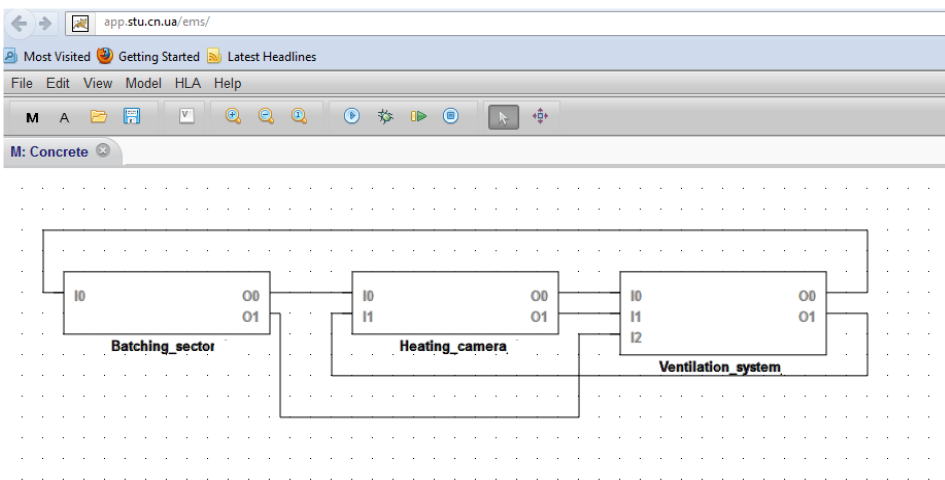 app.stu.cn.ua/ems/
Most Visited Getting Started Latest Headlines
File Edit View Model HLA Help
M A V 1
M: Concrete
I0 O0 I0 O0 I0 O0
O1 I1 O1 I1 O1
I2
Batching_sector Heating_camera
Ventilation_system